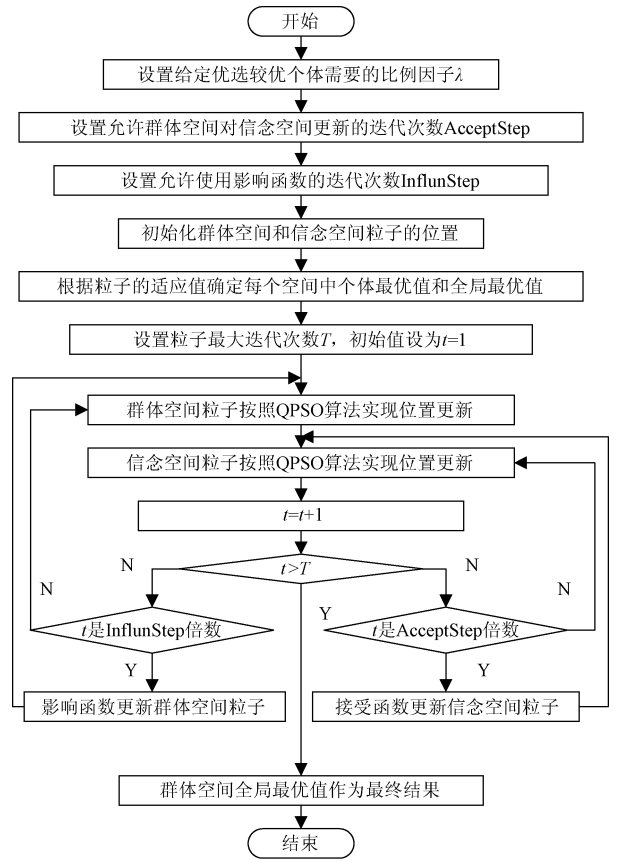 开始
设置给定优选较优个体需要的比例因子λ
设置允许群体空间对信念空间更新的迭代次数AcceptStep
设置允许使用影响函数的迭代次数InflunStep
初始化群体空间和信念空间粒子的位置
根据粒子的适应值确定每个空间中个体最优值和全局最优值
设置粒子最大迭代次数T，初始值设为t=1
群体空间粒子按照QPSO算法实现位置更新
信念空间粒子按照QPSO算法实现位置更新
t=t+1
t>T
N
N
N
N
Y
t是InflunStep倍数
t是AcceptStep倍数
Y
Y
影响函数更新群体空间粒子
接受函数更新信念空间粒子
群体空间全局最优值作为最终结果
结束